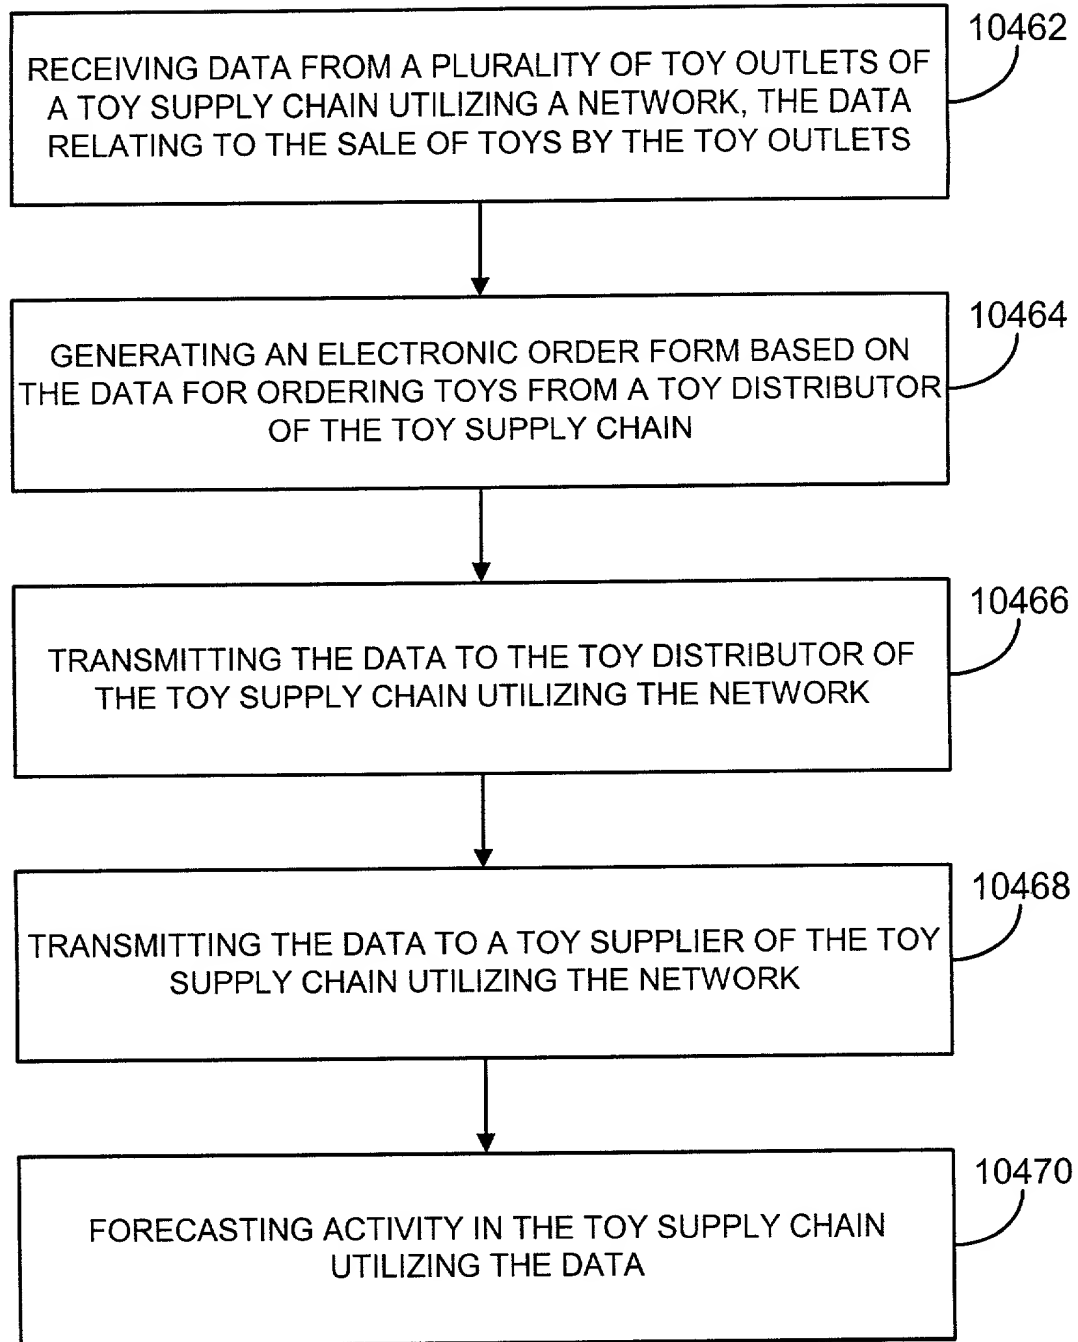 10462
RECEIVING DATA FROM A PLURALITY OF TOY OUTLETS OF
A TOY SUPPLY CHAIN UTILIZING A NETWORK, THE DATA
RELATING TO THE SALE OF TOYS BY THE TOY OUTLETS
10464
GENERATING AN ELECTRONIC ORDER FORM BASED ON
THE DATA FOR ORDERING TOYS FROM A TOY DISTRIBUTOR
OF THE TOY SUPPLY CHAIN
10466
TRANSMITTING THE DATA TO THE TOY DISTRIBUTOR OF
THE TOY SUPPLY CHAIN UTILIZING THE NETWORK
10468
TRANSMITTING THE DATA TO A TOY SUPPLIER OF THE TOY
SUPPLY CHAIN UTILIZING THE NETWORK
10470
FORECASTING ACTIVITY IN THE TOY SUPPLY CHAIN
UTILIZING THE DATA